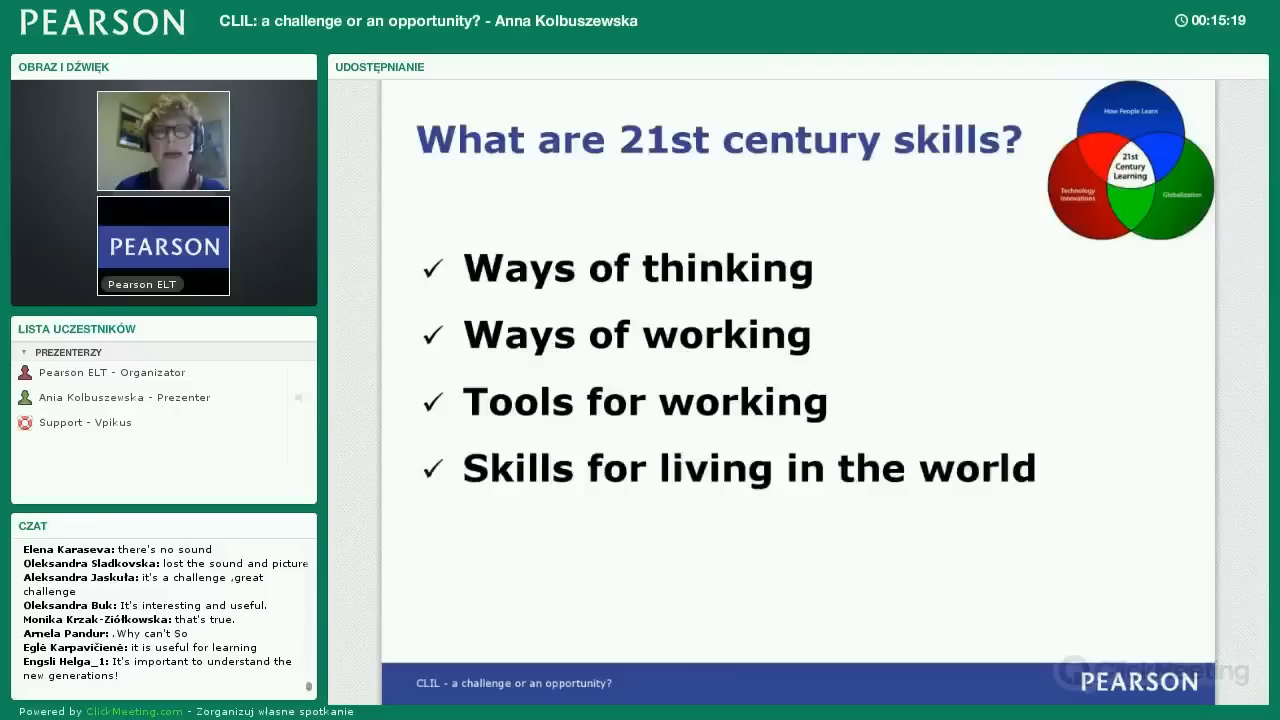 PEARSON
CLIL: a challenge or an opportunity? - Anna Kolbuszewska
00:15:19
OBRAZ I DŹWIĘK
PEARSON
Pearson ELT
LISTA UCZESTNIKÓW
PREZENTERZY
Pearson ELT - Organizator
Ania Kolbuszewska - Prezenter
Support - Vpikus
CZAT
Elena Karaseva: there's no sound
Oleksandra Sladkovska: lost the sound and picture
Aleksandra Jaskuła: it's a challenge ,great
challenge
Oleksandra Buk: It's interesting and useful.
Monika Krzak-Ziółkowska: that's true.
Arnela Pandur: .Why can't So
Eglė Karpavičienė: it is useful for learning
Engsli Helga_1: It's important to understand the
new generations!
UDOSTĘPNIANIE
What are 21st century skills?
How People Learn
21st
Century
Learning
Technology
Innovations
Globalization
✓ Ways of thinking
✓ Ways of working
✓ Tools for working
✓ Skills for living in the world
CLIL - a challenge or an opportunity?
ClickMeeting
PEARSON
Powered by ClickMeeting.com - Zorganizuj własne spotkanie